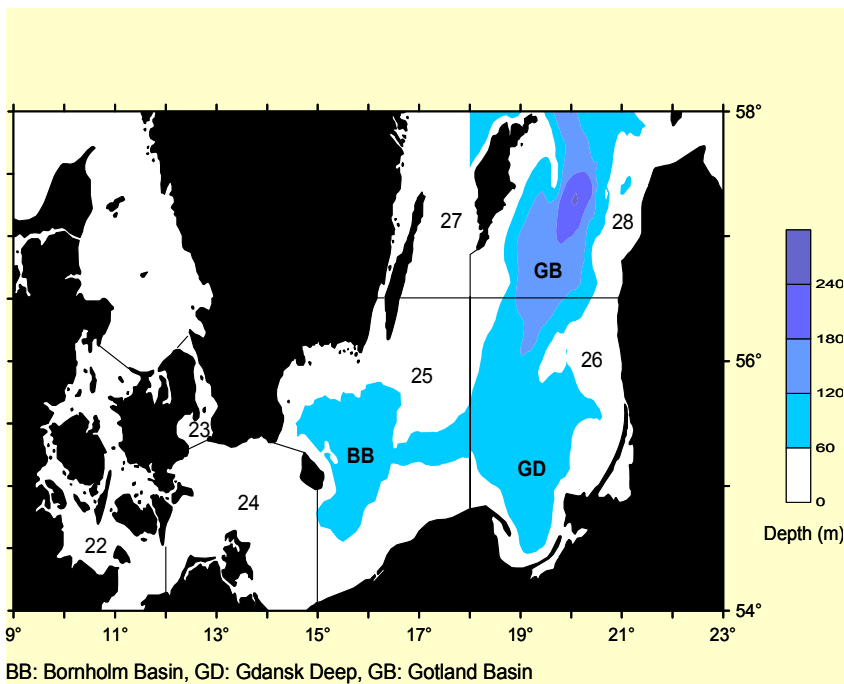 58°
27
28
GB
240
180
120
60
0
Depth (m)
26
56°
25
23
BB
GD
24
22
54°
9° 11° 13° 15° 17° 19° 21° 23°
BB: Bornholm Basin, GD: Gdansk Deep, GB: Gotland Basin